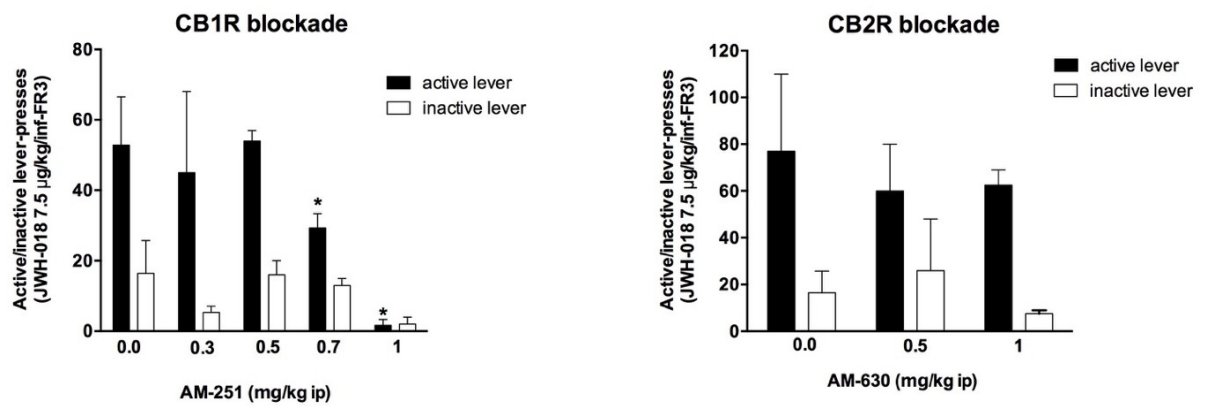 CB1R blockade
Active/inactive lever-presses
(JWH-018 7.5 µg/kg/inf-FR3)
80
60
40
20
0
active lever
inactive lever
*
*
0.0 0.3 0.5 0.7 1
AM-251 (mg/kg ip)
CB2R blockade
Active/inactive lever-presses
(JWH-018 7.5 µg/kg/inf-FR3)
120
100
80
60
40
20
0
active lever
inactive lever
0.0 0.5 1
AM-630 (mg/kg ip)